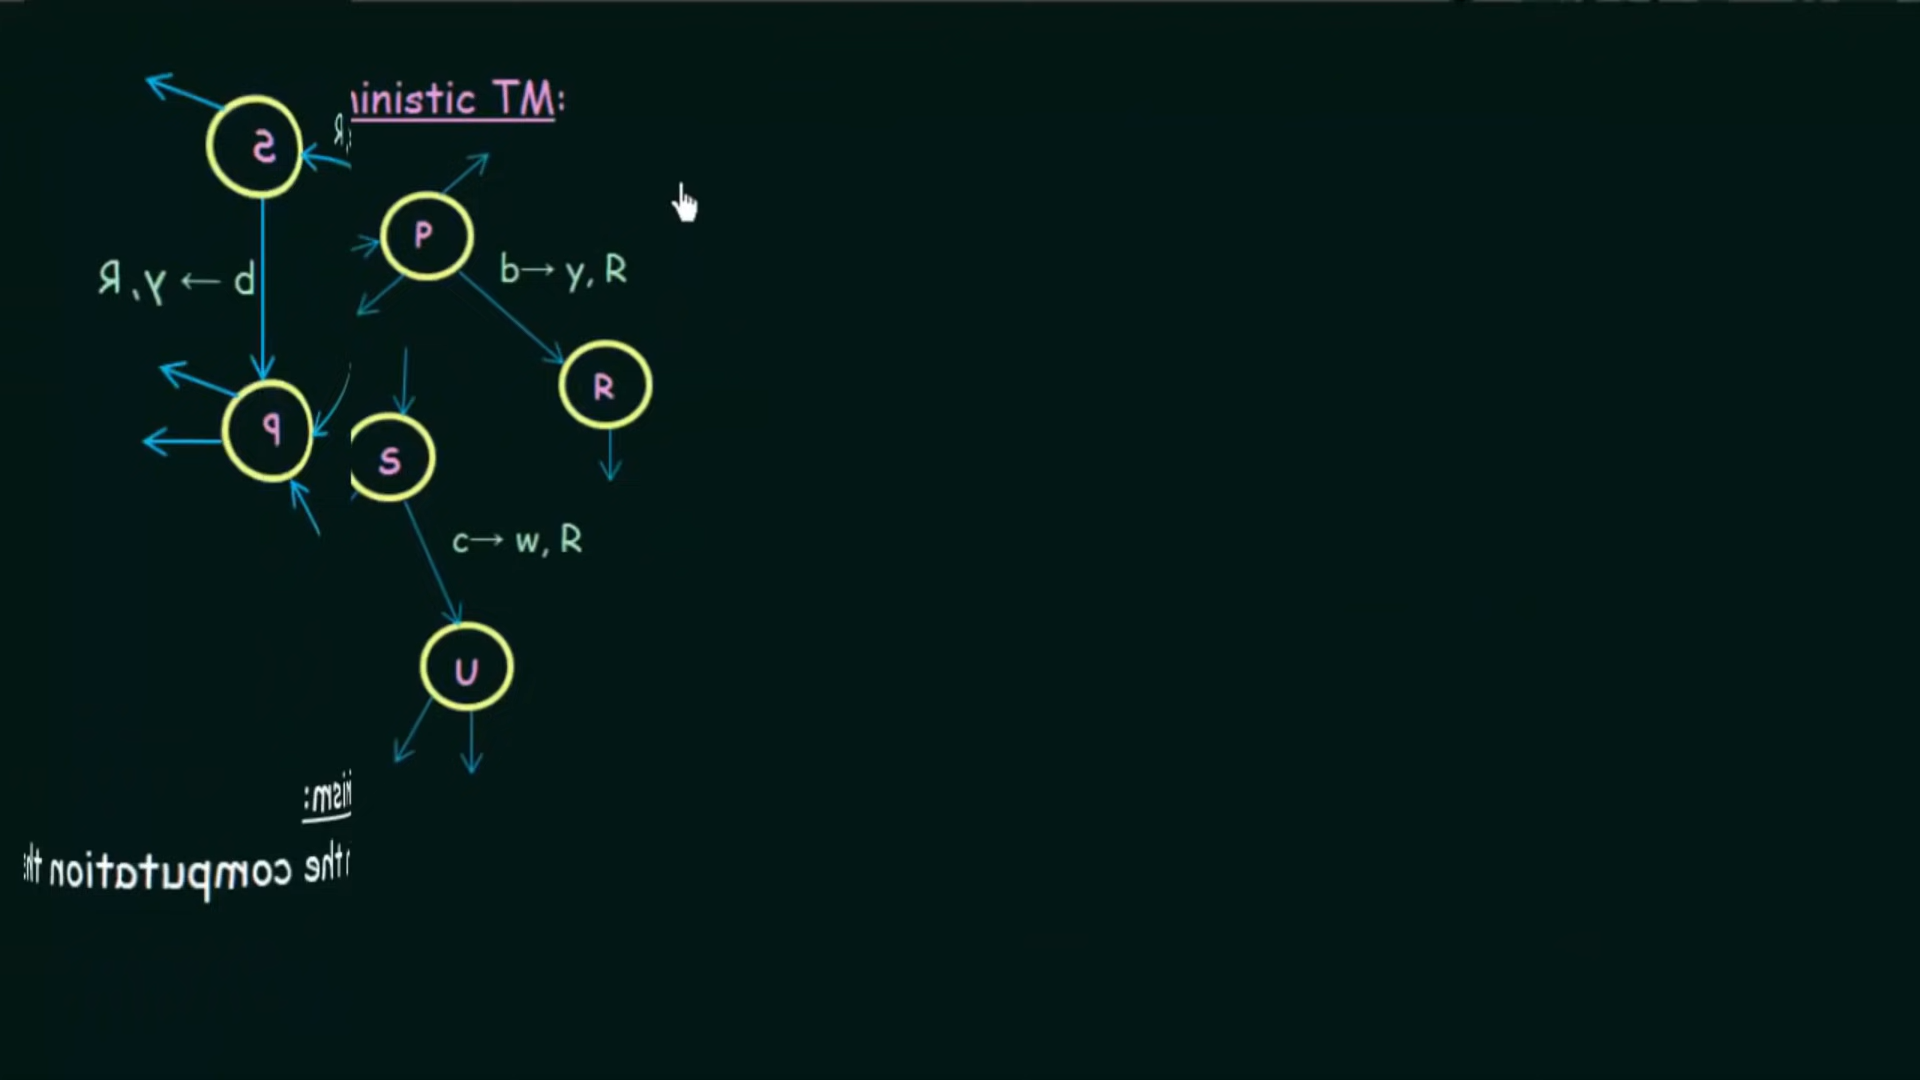 inistic TM:
S
P
b→ y, R
b → y, R
R
P
S
c→ w, R
U
the computation